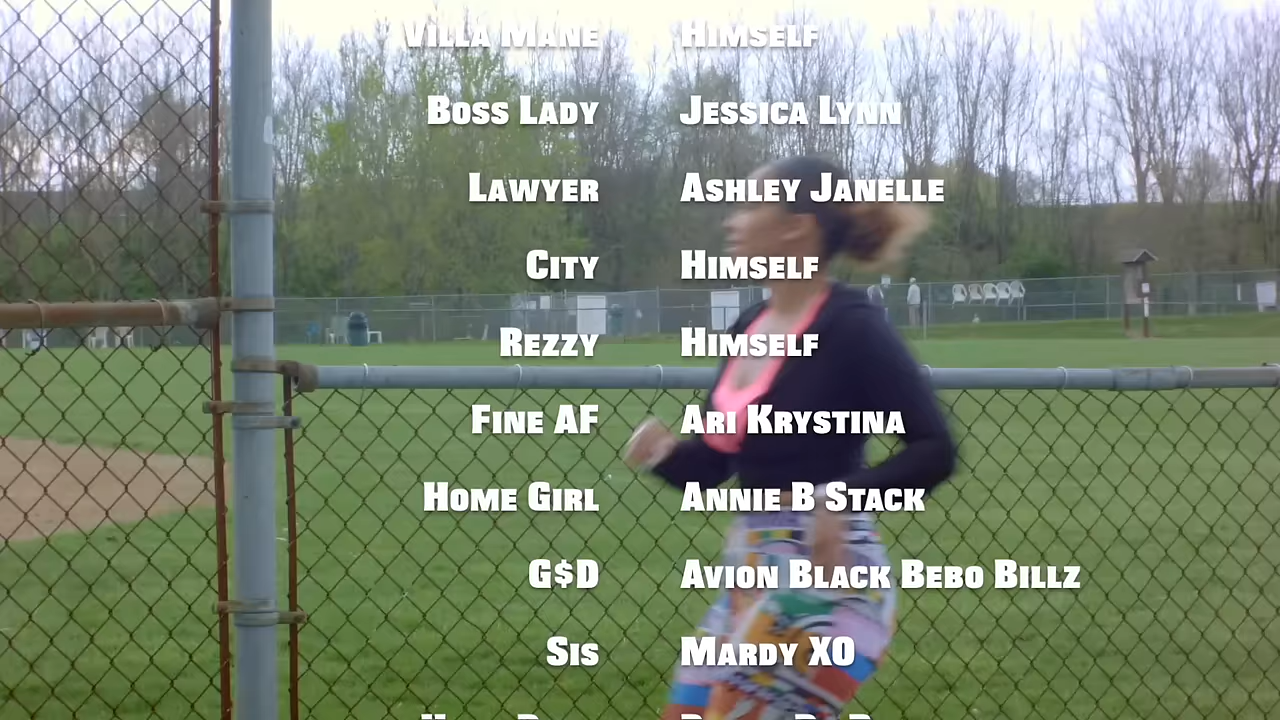 Villa Mane Himself
Boss Lady Jessica Lynn
Lawyer Ashley Janelle
City Himself
Rezzy Himself
Fine AF Ari Krystina
Home Girl Annie B Stack
G$D Avion Black Bebo Billz
Sis Mardy XO